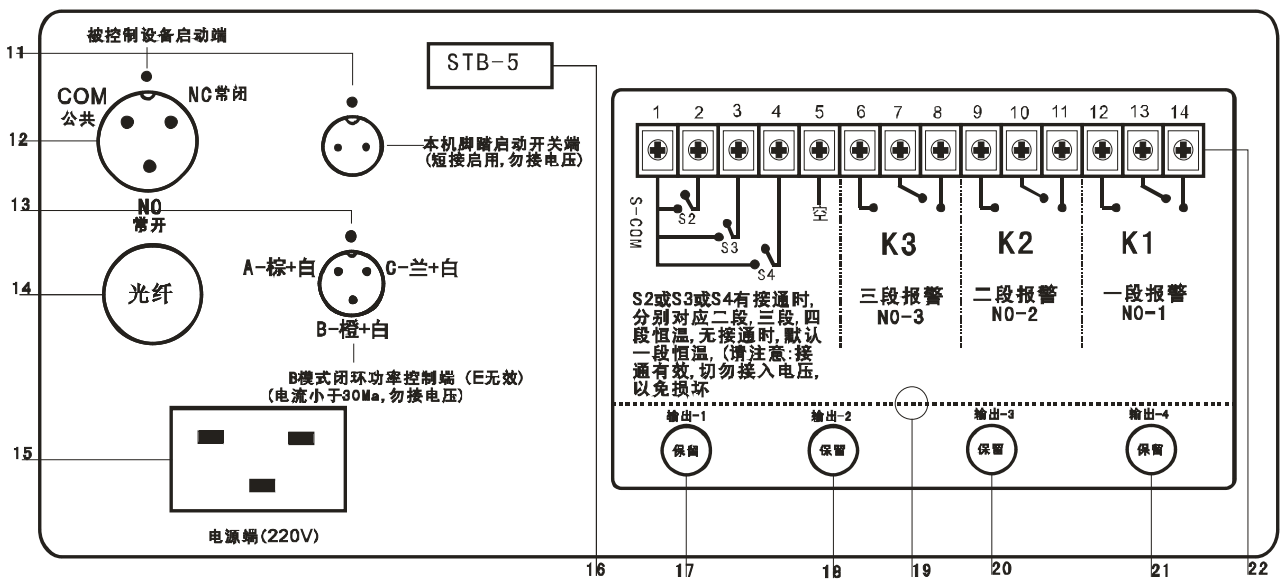 11
被控制设备启动端
COM
公共
NC常闭
12
NO
常开
本机脚踏启动开关端
(短接启用,勿接电压)
STB-5
13
A-棕+白
C-兰+白
B-橙+白
14
光纤
B模式闭环功率控制端 (E无效)
(电流小于30Ma,勿接电压)
15
电源端(220V)
1 2 3 4 5 6 7 8 9 10 11 12 13 14
S-COM
S2
S3
S4
空
K3
K2
K1
三段报警
NO-3
二段报警
NO-2
一段报警
NO-1
S2或S3或S4有接通时,
分别对应二段,三段,四
段恒温,无接通时,默认
一段恒温, (请注意:接
通有效,切勿接入电压,
以免损坏
输出-1
输出-2
输出-3
输出-4
保留
保留
保留
保留
16
17
18
19
20
21
22